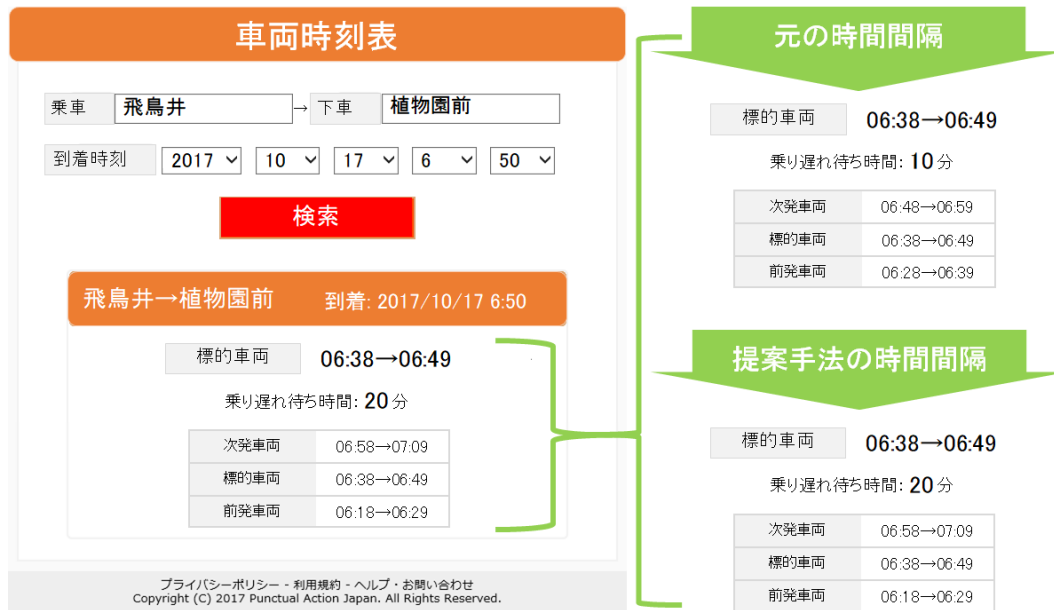 車両時刻表
乗車 飛鳥井 → 下車 植物園前
到着時刻 2017 10 17 6 50
検索
飛鳥井→植物園前 到着: 2017/10/17 6:50
標的車両 06:38→06:49
乗り遅れ待ち時間: 20分
次発車両 06:58→07:09
標的車両 06:38→06:49
前発車両 06:18→06:29
プライバシーポリシー - 利用規約 - ヘルプ・お問い合わせ
Copyright (C) 2017 Punctual Action Japan. All Rights Reserved.
元の時間間隔
標的車両 06:38→06:49
乗り遅れ待ち時間: 10分
次発車両 06:48→06:59
標的車両 06:38→06:49
前発車両 06:28→06:39
提案手法の時間間隔
標的車両 06:38→06:49
乗り遅れ待ち時間: 20分
次発車両 06:58→07:09
標的車両 06:38→06:49
前発車両 06:18→06:29